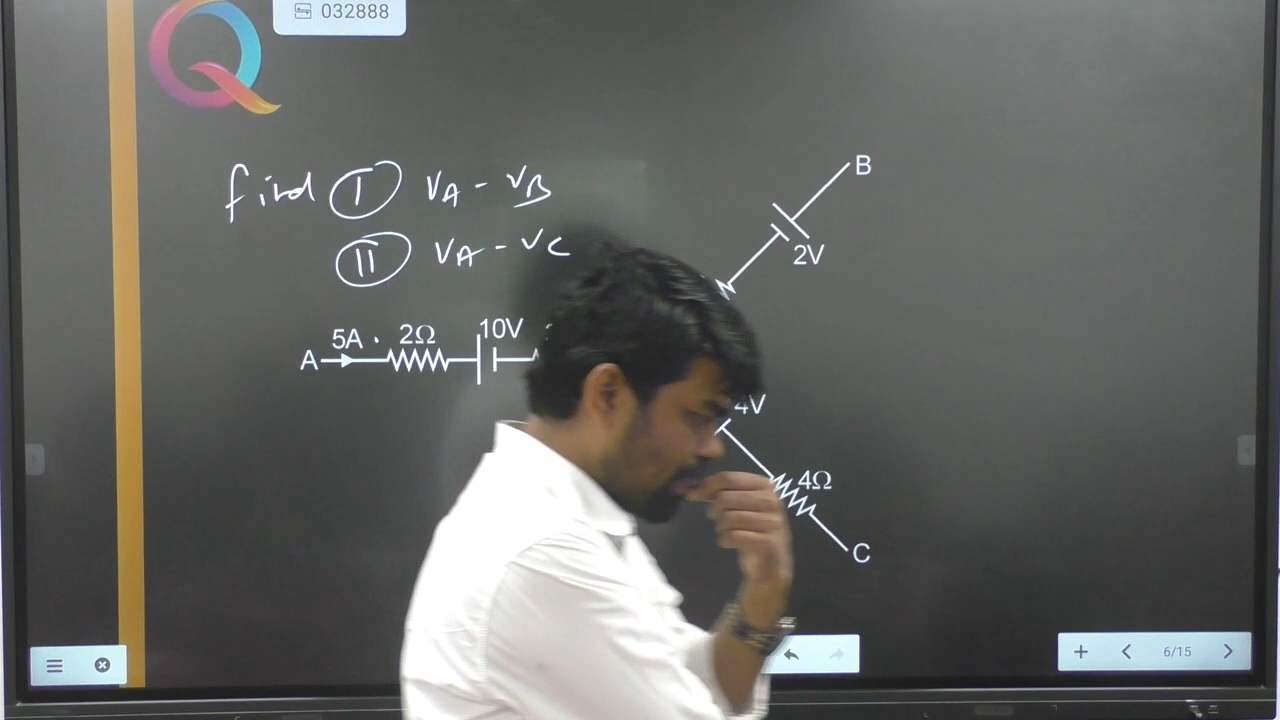 032888
find I VA - VB
II VA - VC
B
2V
A 5A . 2Ω 10V
4V
4Ω
C
6/15